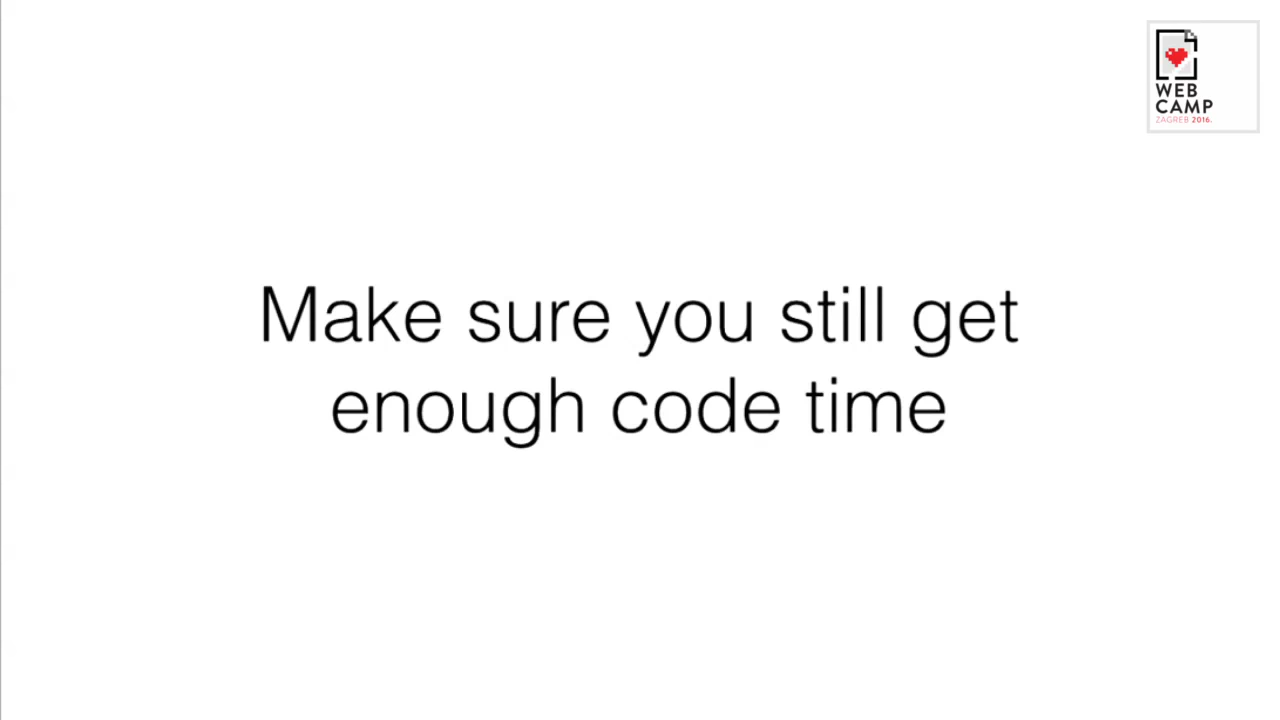 WEB
CAMP
ZAGREB 2016.
Make sure you still get
enough code time